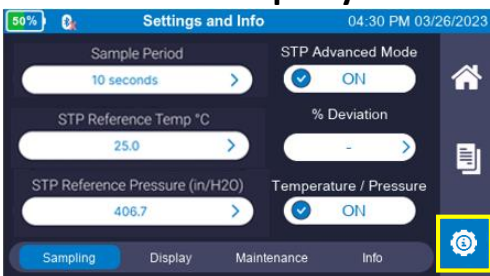 50%
Settings and Info
04:30 PM 03/26/2023
Sample Period
STP Advanced Mode
10 seconds
ON
STP Reference Temp °C
% Deviation
25.0
-
STP Reference Pressure (in/H2O)
Temperature / Pressure
406.7
ON
Sampling
Display
Maintenance
Info